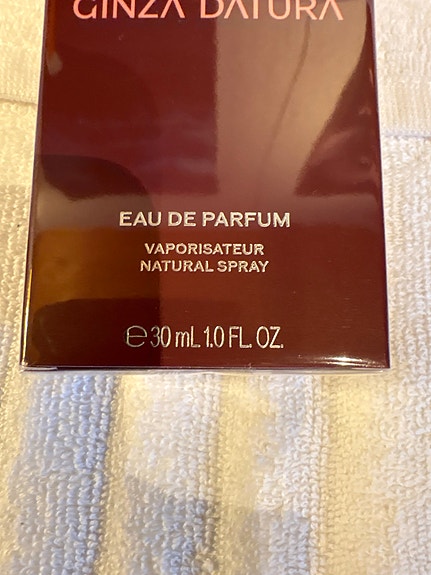 GINZA DATURA
EAU DE PARFUM
VAPORISATEUR
NATURAL SPRAY
℮30 mL 1.0 FL. OZ.